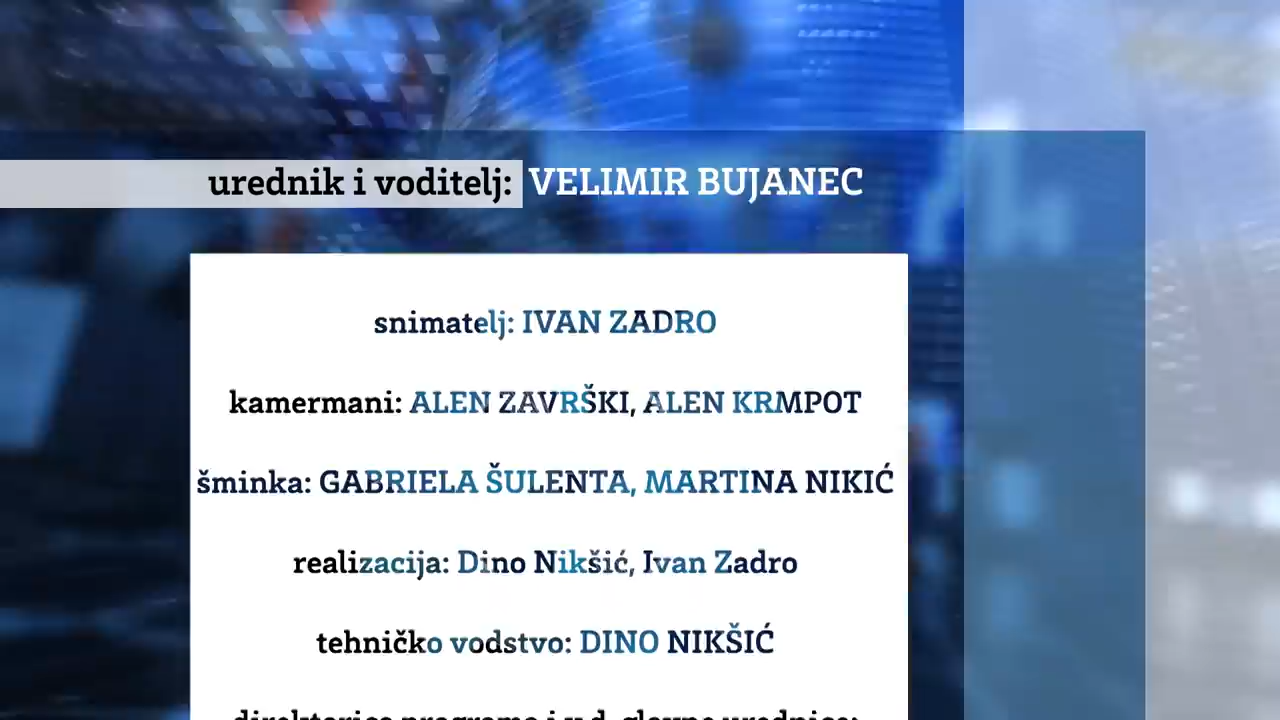 urednik i voditelj: VELIMIR BUJANEC
snimatelj: IVAN ZADRO
kamermani: ALEN ZAVRŠKI, ALEN KRMPOT
šminka: GABRIELA ŠULENTA, MARTINA NIKIĆ
realizacija: Dino Nikšić, Ivan Zadro
tehničko vodstvo: DINO NIKŠIĆ